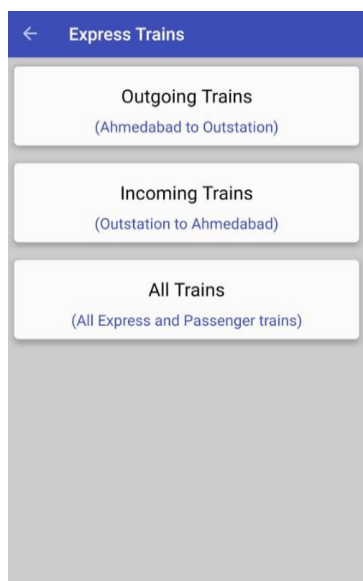 Express Trains
Outgoing Trains
(Ahmedabad to Outstation)
Incoming Trains
(Outstation to Ahmedabad)
All Trains
(All Express and Passenger trains)